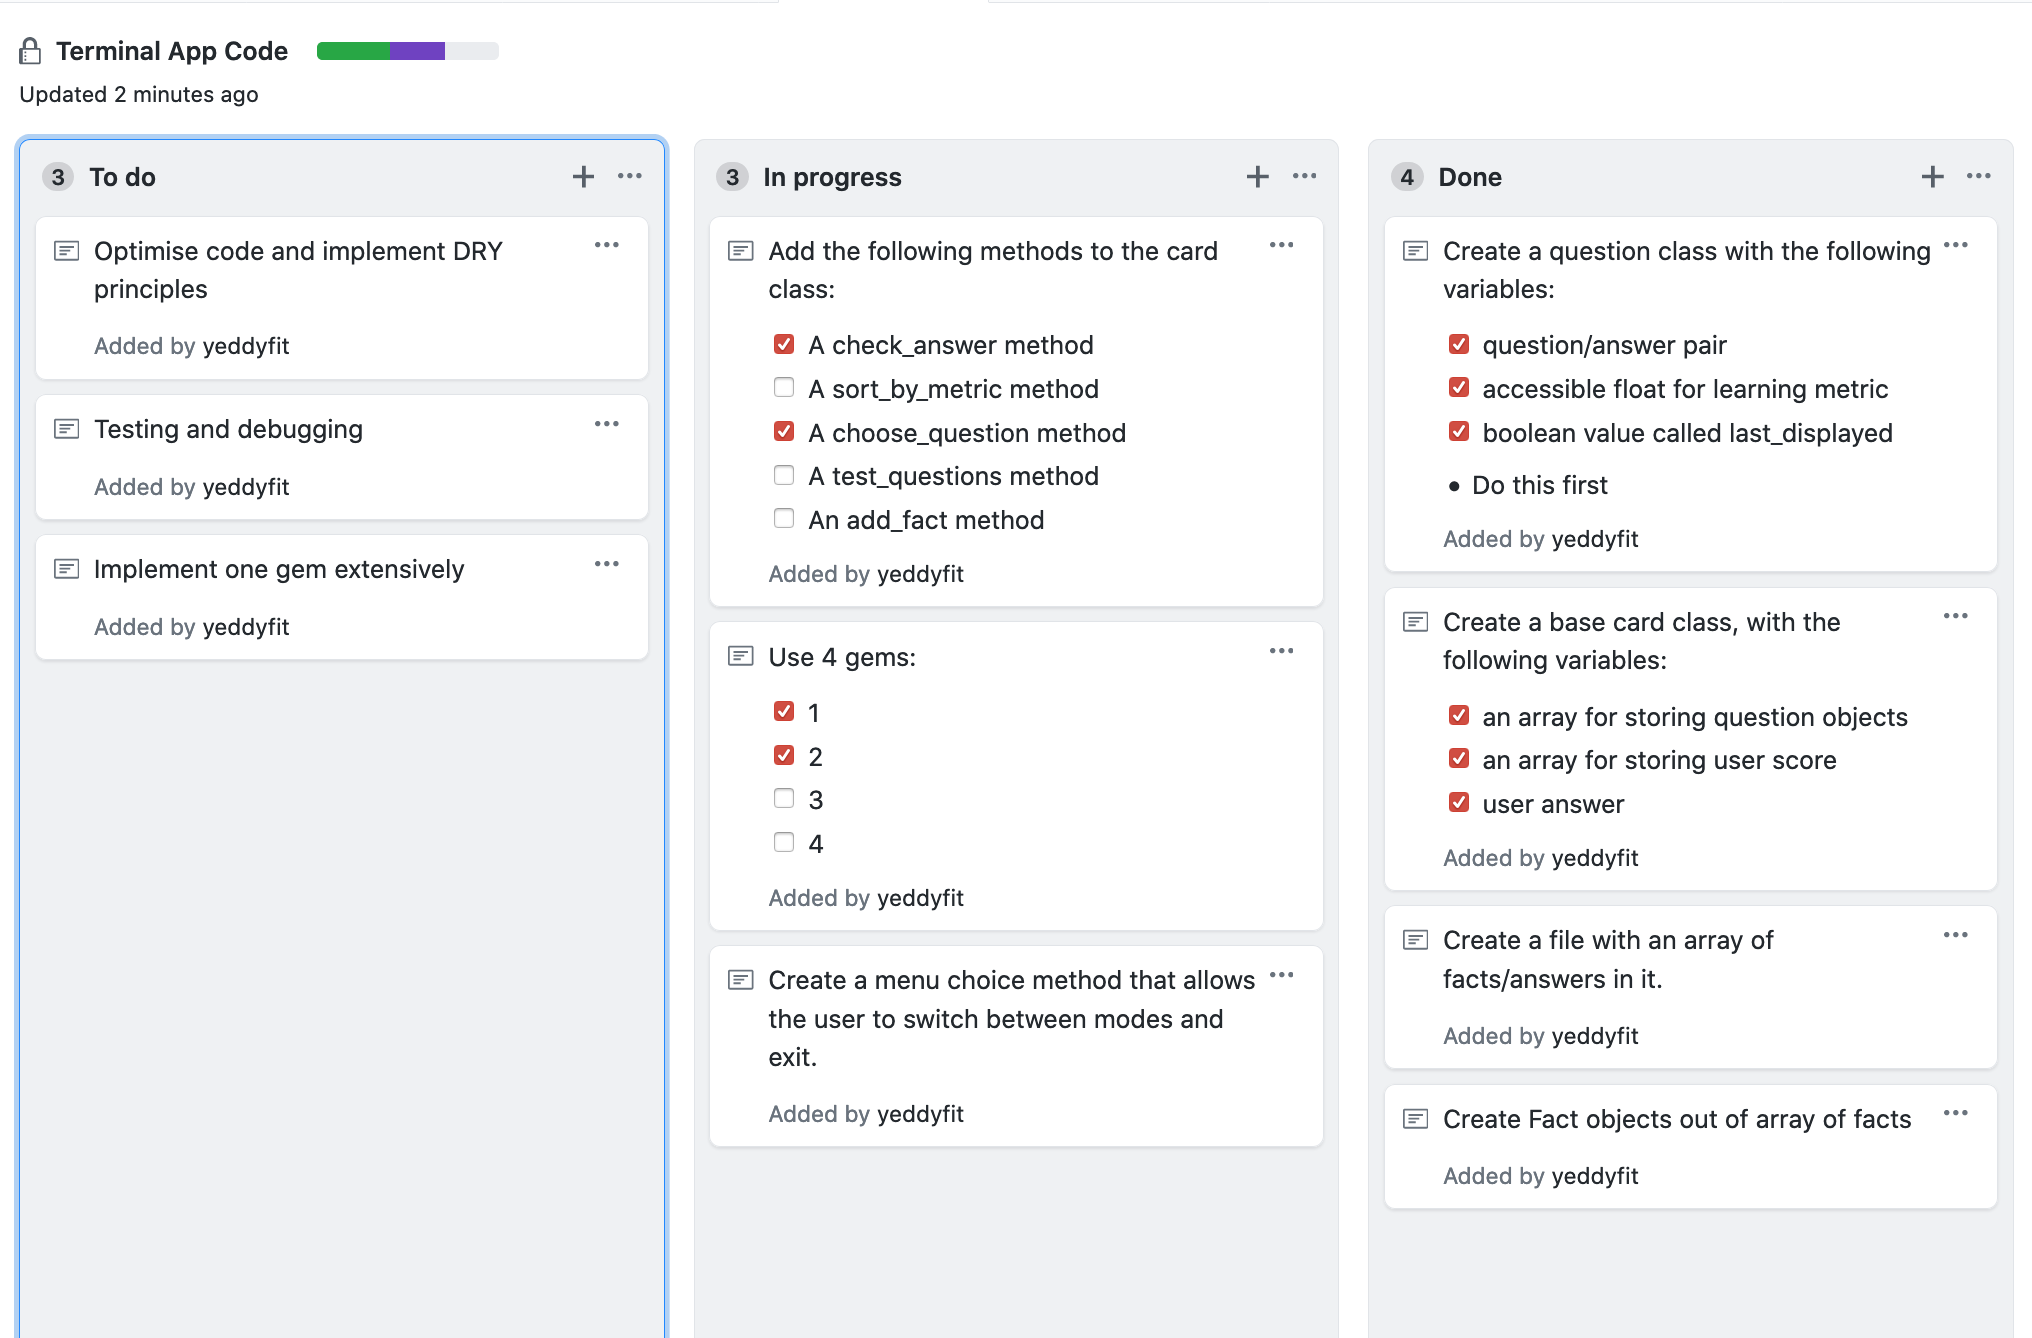 Terminal App Code
Updated 2 minutes ago
3 To do
Optimise code and implement DRY
principles
Added by yeddyfit
Testing and debugging
Added by yeddyfit
Implement one gem extensively
Added by yeddyfit
3 In progress
Add the following methods to the card
class:
A check_answer method
A sort_by_metric method
A choose_question method
A test_questions method
An add_fact method
Added by yeddyfit
Use 4 gems:
1
2
3
4
Added by yeddyfit
Create a menu choice method that allows
the user to switch between modes and
exit.
Added by yeddyfit
4 Done
Create a question class with the following
variables:
question/answer pair
accessible float for learning metric
boolean value called last_displayed
• Do this first
Added by yeddyfit
Create a base card class, with the
following variables:
an array for storing question objects
an array for storing user score
user answer
Added by yeddyfit
Create a file with an array of
facts/answers in it.
Added by yeddyfit
Create Fact objects out of array of facts
Added by yeddyfit